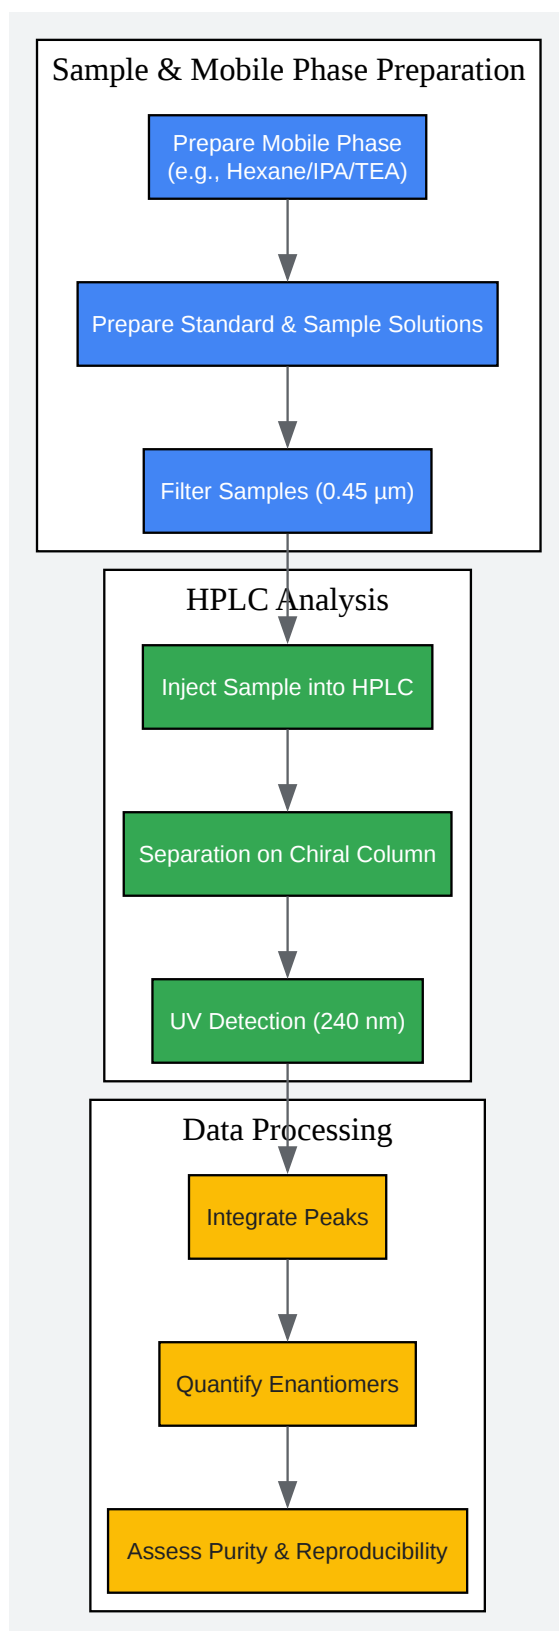 Sample & Mobile Phase Preparation
Prepare Mobile Phase
(e.g., Hexane/IPA/TEA)
Prepare Standard & Sample Solutions
Filter Samples (0.45 µm)
HPLC Analysis
Inject Sample into HPLC
Separation on Chiral Column
UV Detection (240 nm)
Data Processing
Integrate Peaks
Quantify Enantiomers
Assess Purity & Reproducibility